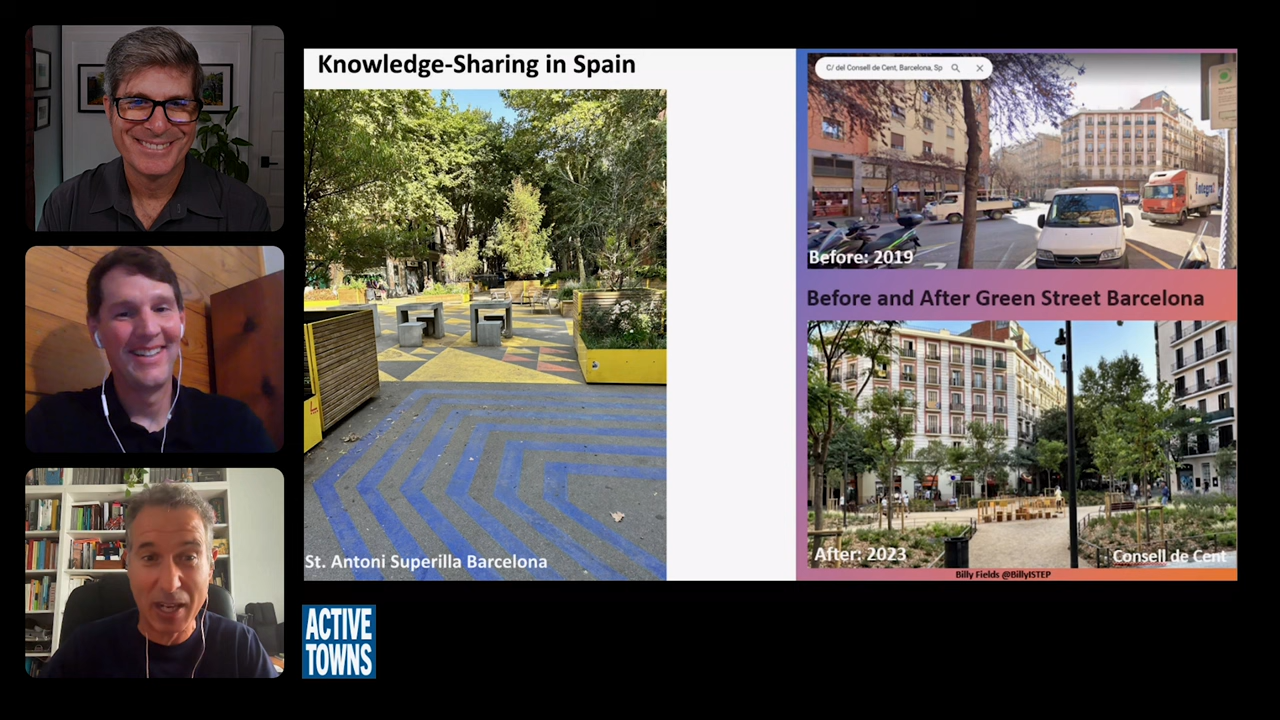 Knowledge-Sharing in Spain
St. Antoni Superilla Barcelona
C/ del Consell de Cent, Barcelona, Sp
Before: 2019
Before and After Green Street Barcelona
After: 2023
Consell de Cent
Billy Fields @BillyISTEP
ACTIVE
TOWNS